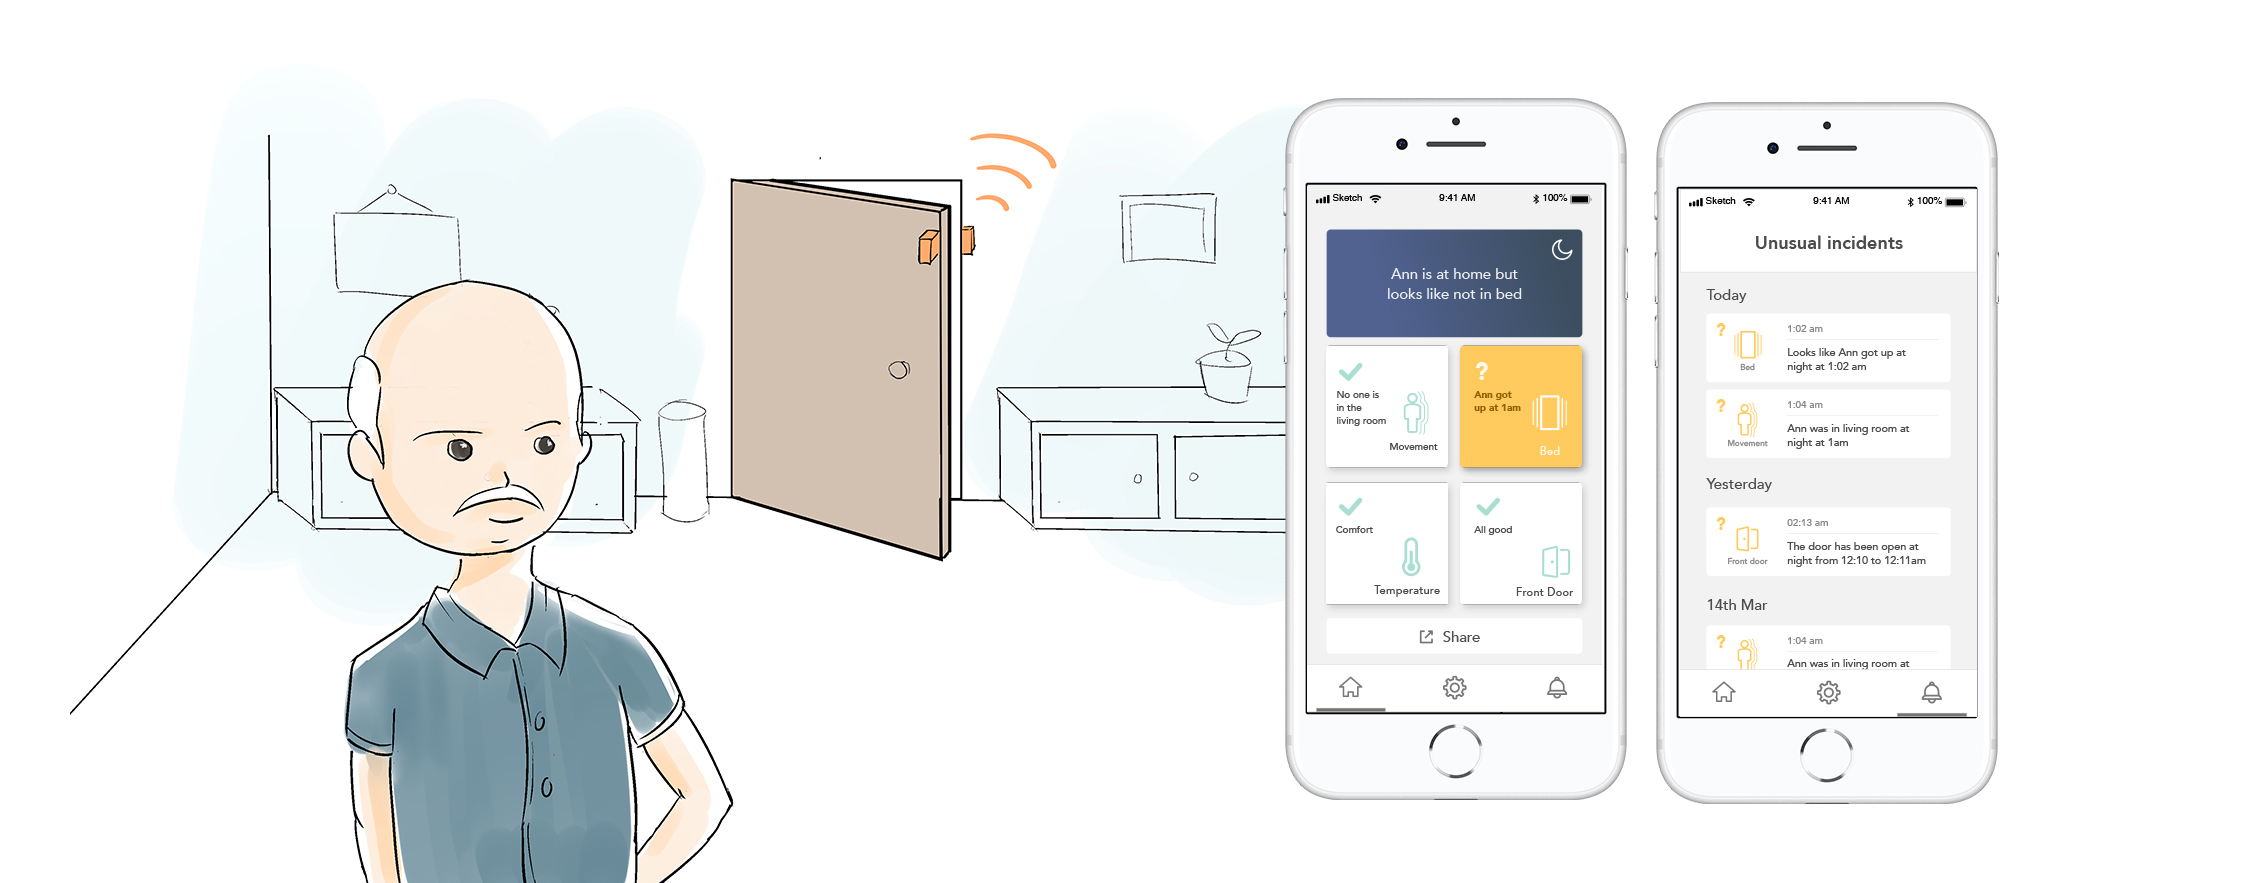 Sketch 9:41 AM 100%
Ann is at home but
looks like not in bed
No one is
in the
living room
Movement
?
Ann got
up at 1am
Bed
Comfort
Temperature
All good
Front Door
Share
Sketch 9:41 AM 100%
Unusual incidents
Today
?
Bed
1:02 am
Looks like Ann got up at
night at 1:02 am
?
Movement
1:04 am
Ann was in living room at
night at 1am
Yesterday
?
Front door
02:13 am
The door has been open at
night from 12:10 to 12:11am
14th Mar
?
1:04 am
Ann was in living room at